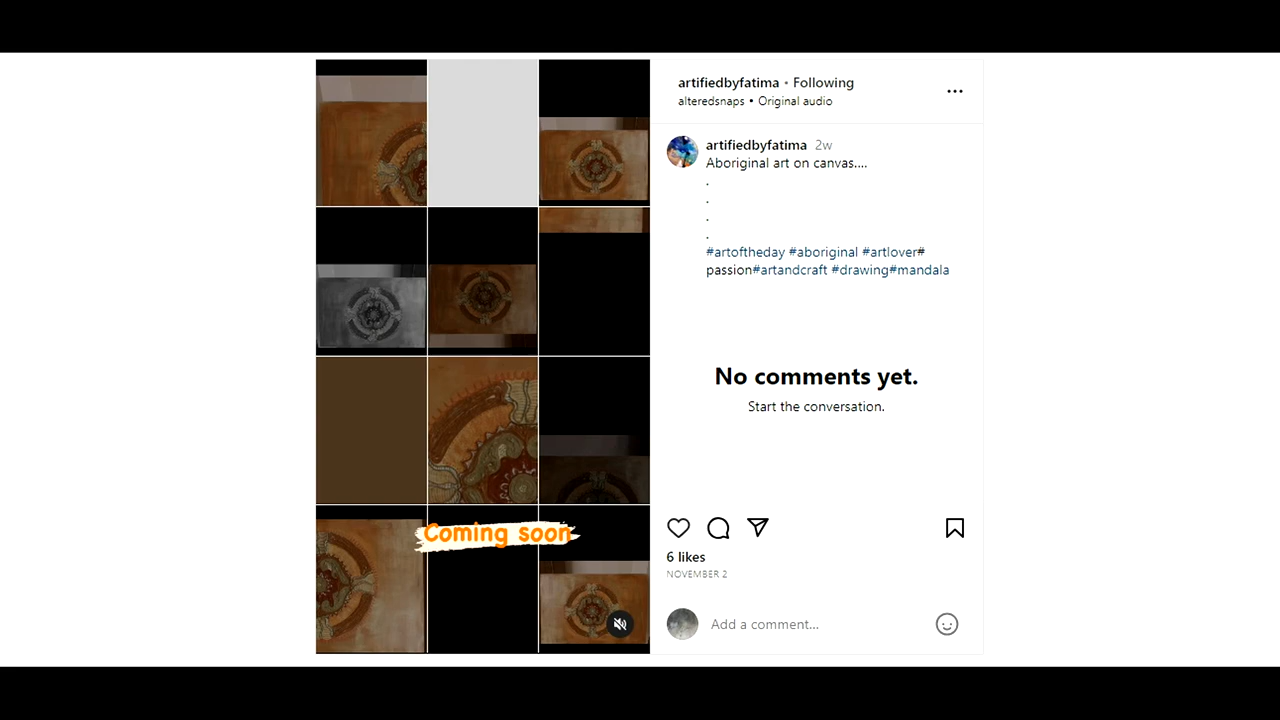 artifiedbyfatima • Following
alteredsnaps • Original audio
artifiedbyfatima 2w
Aboriginal art on canvas....
.
.
.
.
#artoftheday #aboriginal #artlover#
passion#artandcraft #drawing#mandala
No comments yet.
Start the conversation.
Coming soon
6 likes
NOVEMBER 2
Add a comment...